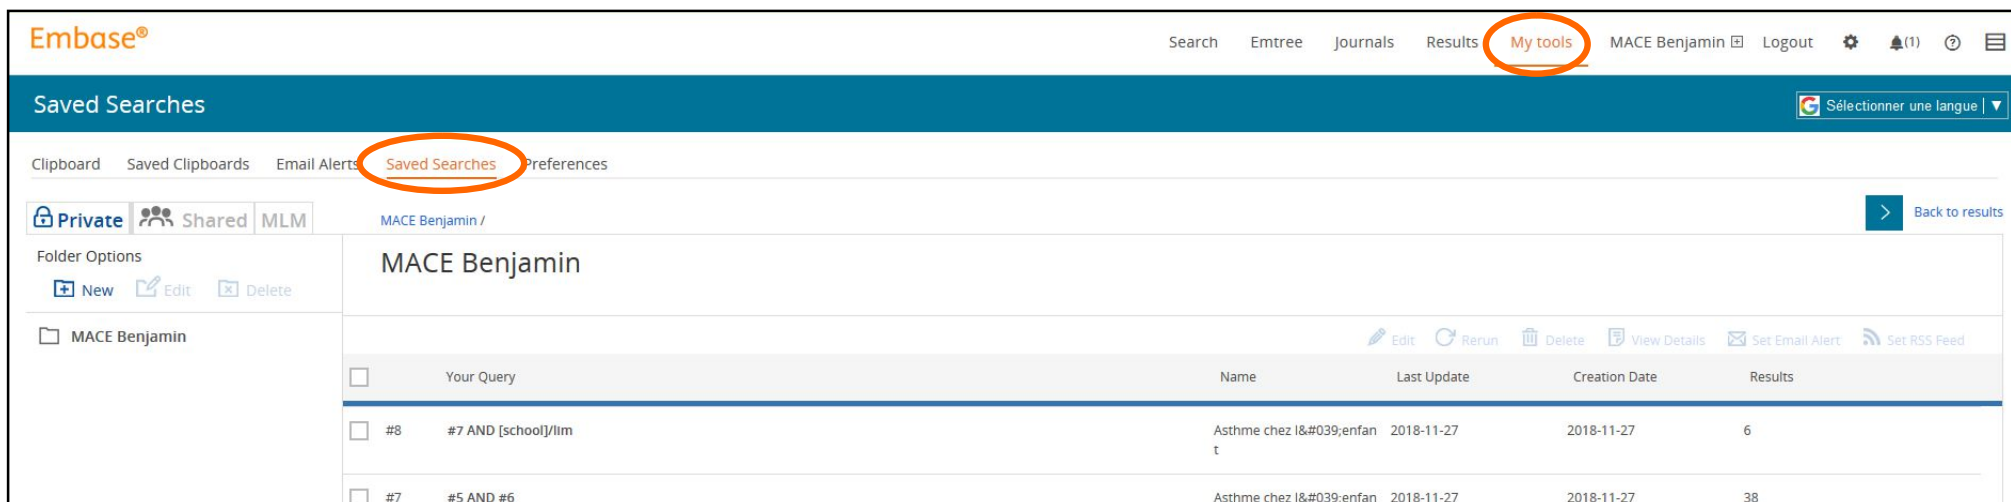 Embase®
Search Emtree Journals Results My tools MACE Benjamin Logout (1)
Saved Searches
Sélectionner une langue | ▼
Clipboard Saved Clipboards Email Alerts Saved Searches Preferences
Private Shared MLM
MACE Benjamin /
Back to results
Folder Options
New Edit Delete
MACE Benjamin
MACE Benjamin
Edit Rerun Delete View Details Set Email Alert Set RSS Feed
Your Query Name Last Update Creation Date Results
#8 #7 AND [school]/lim Asthme chez l&#039;enfan 2018-11-27 2018-11-27 6
t
#7 #5 AND #6 Asthme chez l&#039;enfan 2018-11-27 2018-11-27 38